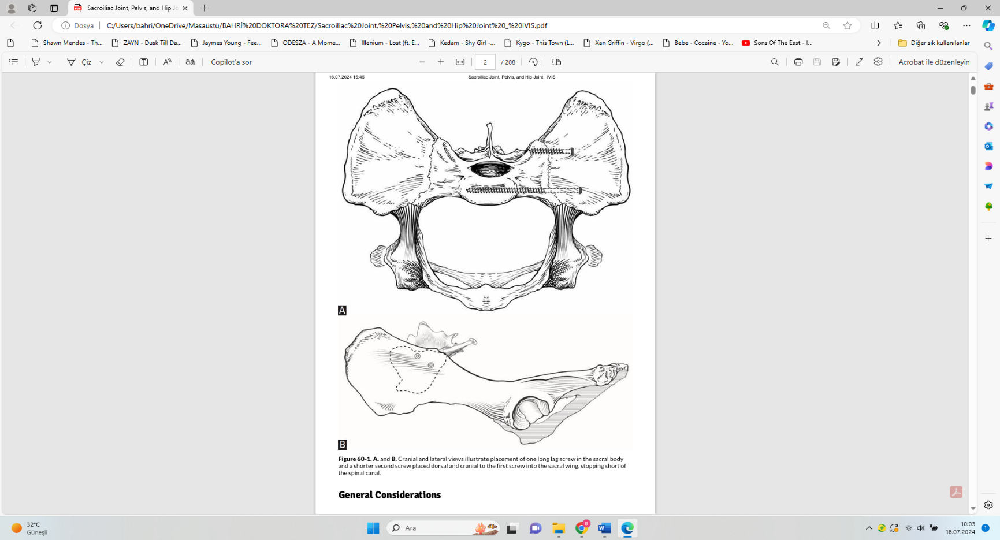 Sacroiliac Joint, Pelvis, and Hip Jo
Dosya
C:/Users/bahri/OneDrive/Masaüstü/BAHRİ%20DOKTORA%20TEZ/Sacroiliac%20Joint,%20Pelvis,%20and%20Hip%20Joint%20_%20IVIS.pdf
Shawn Mendes - Th...
ZAYN - Dusk Till Da...
Jaymes Young - Fee...
ODESZA - A Mome...
Illenium - Lost (ft. E...
Kedam - Shy Girl -...
Kygo - This Town (L...
Xan Griffin - Virgo (...
Bebe - Cocaine - Yo...
Sons Of The East - I...
Diğer sık kullanılanlar
Çiz
Copilot'a sor
2
/ 208
Acrobat ile düzenleyin
16.07.2024 15:45
Sacroiliac Joint, Pelvis, and Hip Joint | IVIS
A
B
Figure 60-1. A. and B. Cranial and lateral views illustrate placement of one long lag screw in the sacral body
and a shorter second screw placed dorsal and cranial to the first screw into the sacral wing, stopping short of
the spinal canal.
General Considerations
32°C
Güneşli
Ara
10:03
18.07.2024